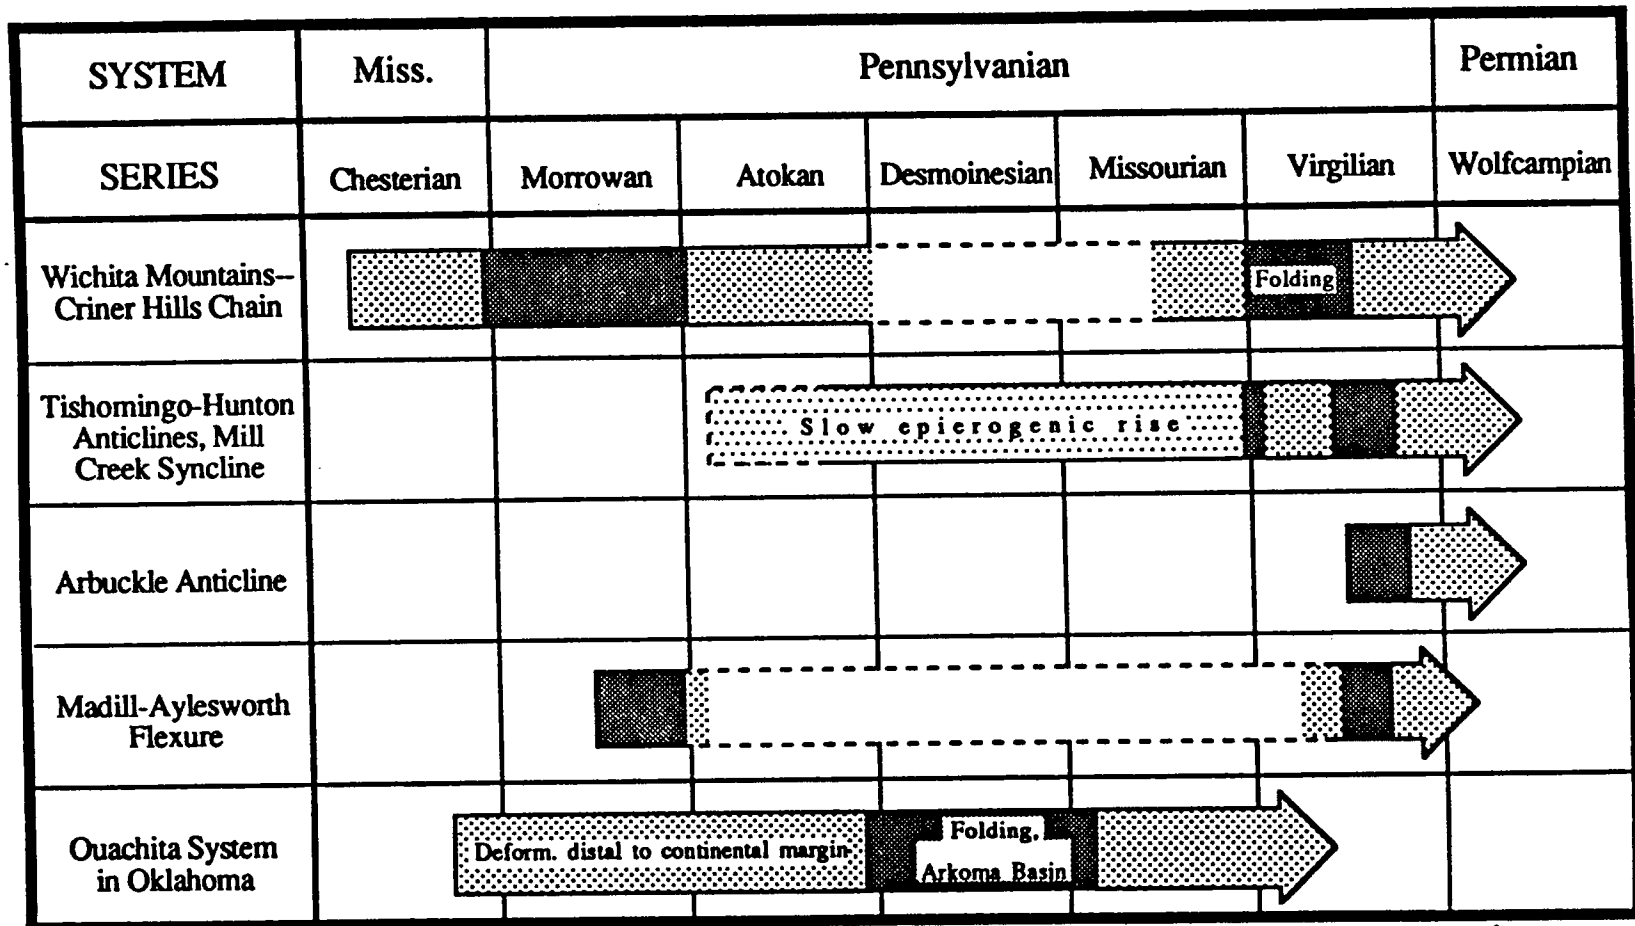 SYSTEM Miss. Pennsylvanian Permian
SERIES Chesterian Morrowan Atokan Desmoinesian Missourian Virgilian Wolfcampian
Wichita Mountains--
Criner Hills Chain
Folding
Tishomingo-Hunton
Anticlines, Mill
Creek Syncline
Slow epierogenic rise
Arbuckle Anticline
Madill-Aylesworth
Flexure
Ouachita System
in Oklahoma
Deform. distal to continental margin
Folding,
Arkoma Basin